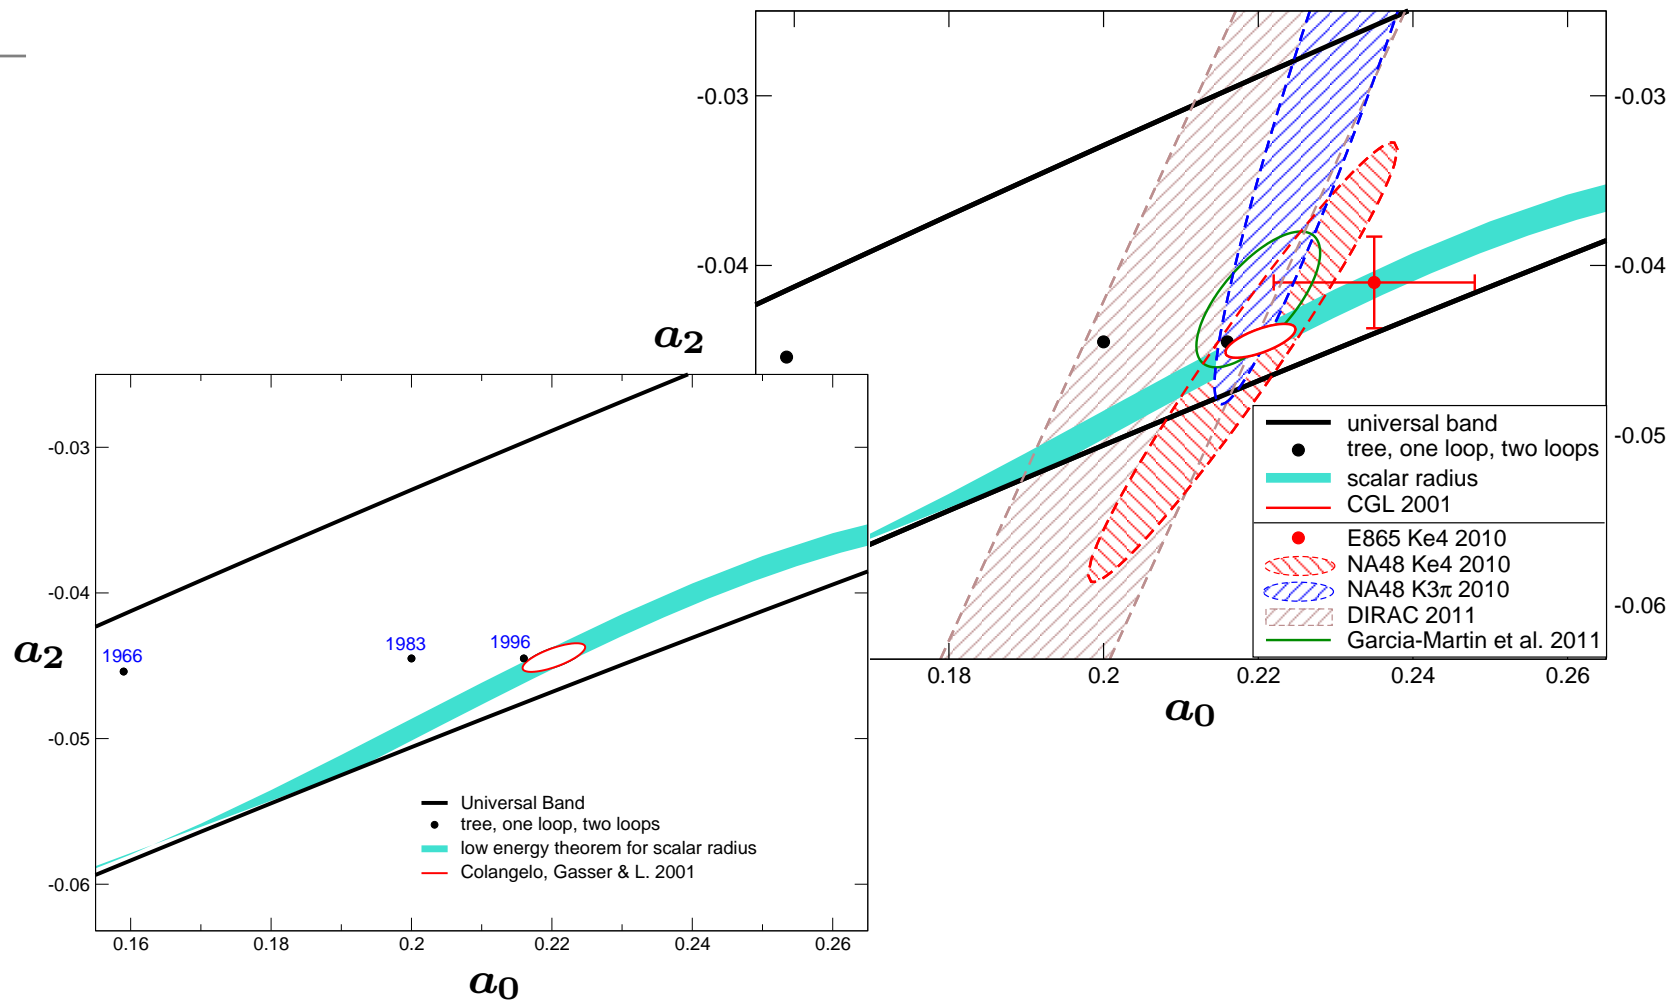 -0.03
-0.03
-0.04
-0.04
a2
-0.05
-0.06
universal band
tree, one loop, two loops
scalar radius
CGL 2001
E865 Ke4 2010
NA48 Ke4 2010
NA48 K3π 2010
DIRAC 2011
Garcia-Martin et al. 2011
0.18
0.2
0.22
0.24
0.26
a0
-0.03
-0.04
a2
-0.05
-0.06
1966
1983
1996
Universal Band
tree, one loop, two loops
low energy theorem for scalar radius
Colangelo, Gasser & L. 2001
0.16
0.18
0.2
0.22
0.24
0.26
a0